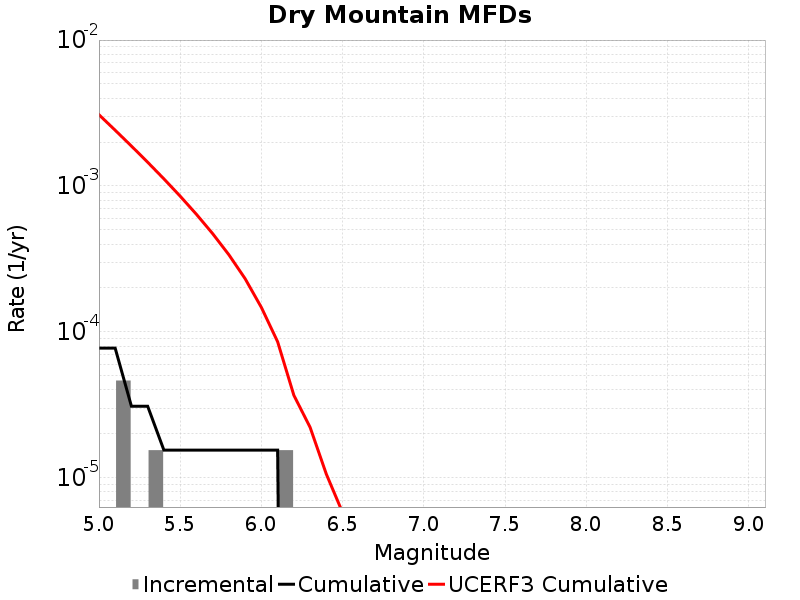 Dry Mountain MFDs
10^-2
10^-3
10^-4
10^-5
Rate (1/yr)
5.0 5.5 6.0 6.5 7.0 7.5 8.0 8.5 9.0
Magnitude
Incremental Cumulative UCERF3 Cumulative